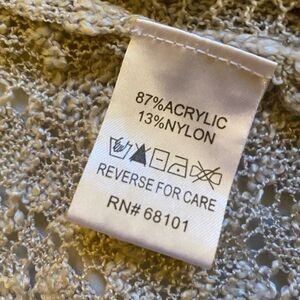 87%ACRYLIC
13%NYLON
REVERSE FOR CARE
RN# 68101